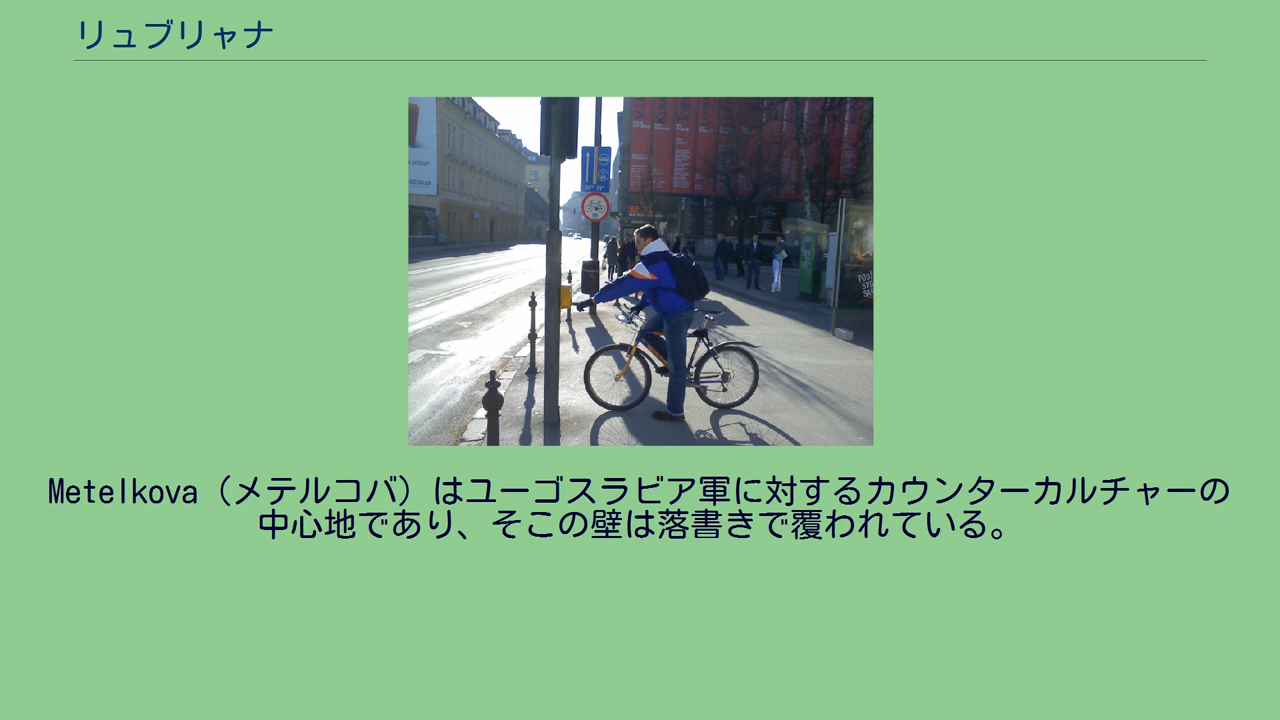 リュブリャナ
Metelkova（メテルコバ）はユーゴスラビア軍に対するカウンターカルチャーの
中心地であり、そこの壁は落書きで覆われている。